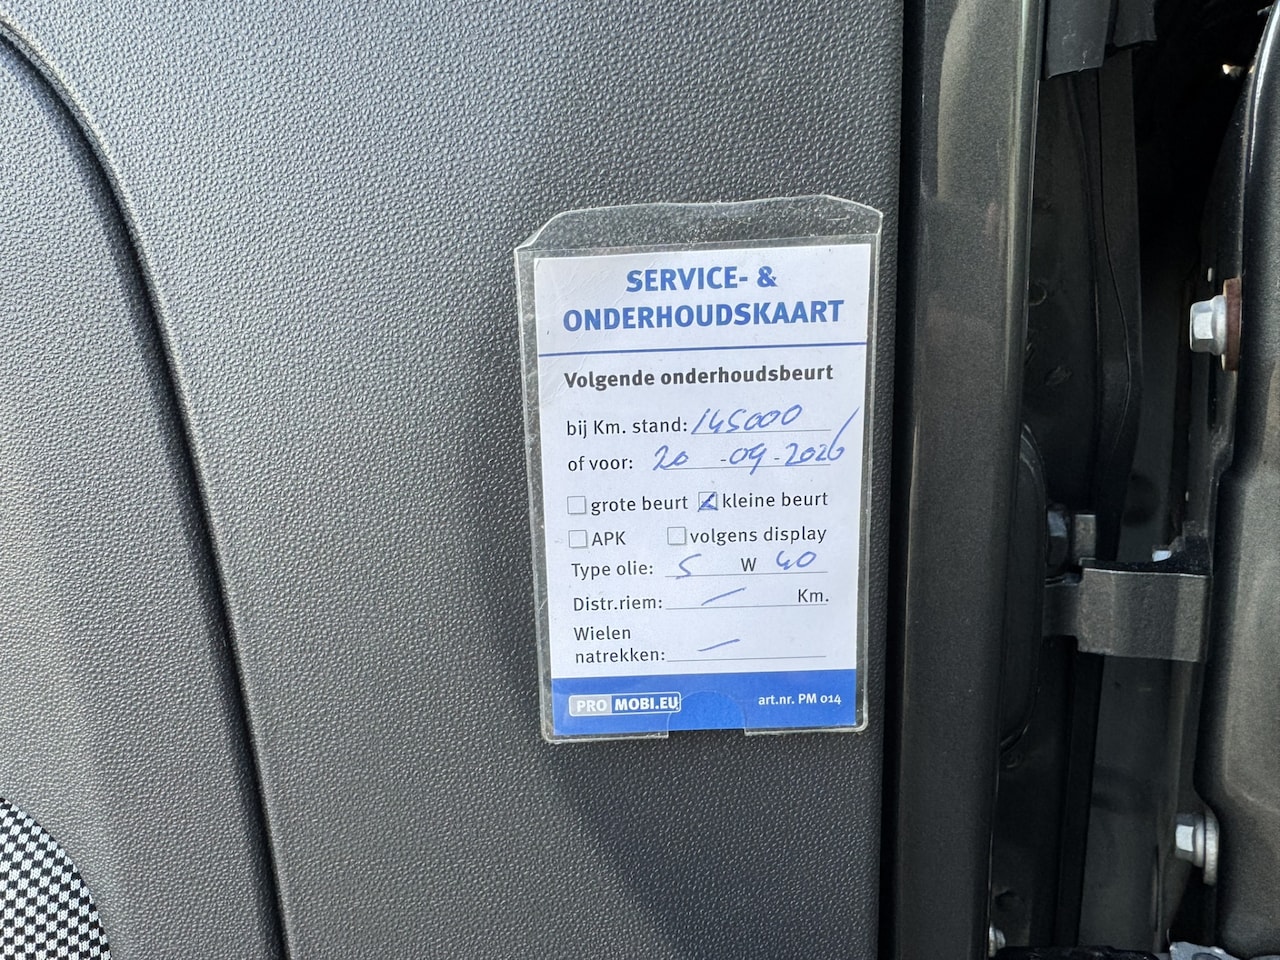 SERVICE- &
ONDERHOUDSKAART
Volgende onderhoudsbeurt
bij Km. stand: 145000
of voor: 20 -09-2026
grote beurt kleine beurt
APK volgens display
Type olie: 5 W 40
Distr.riem: — Km.
Wielen
natrekken: —
PRO MOBI.EU art.nr. PM 014